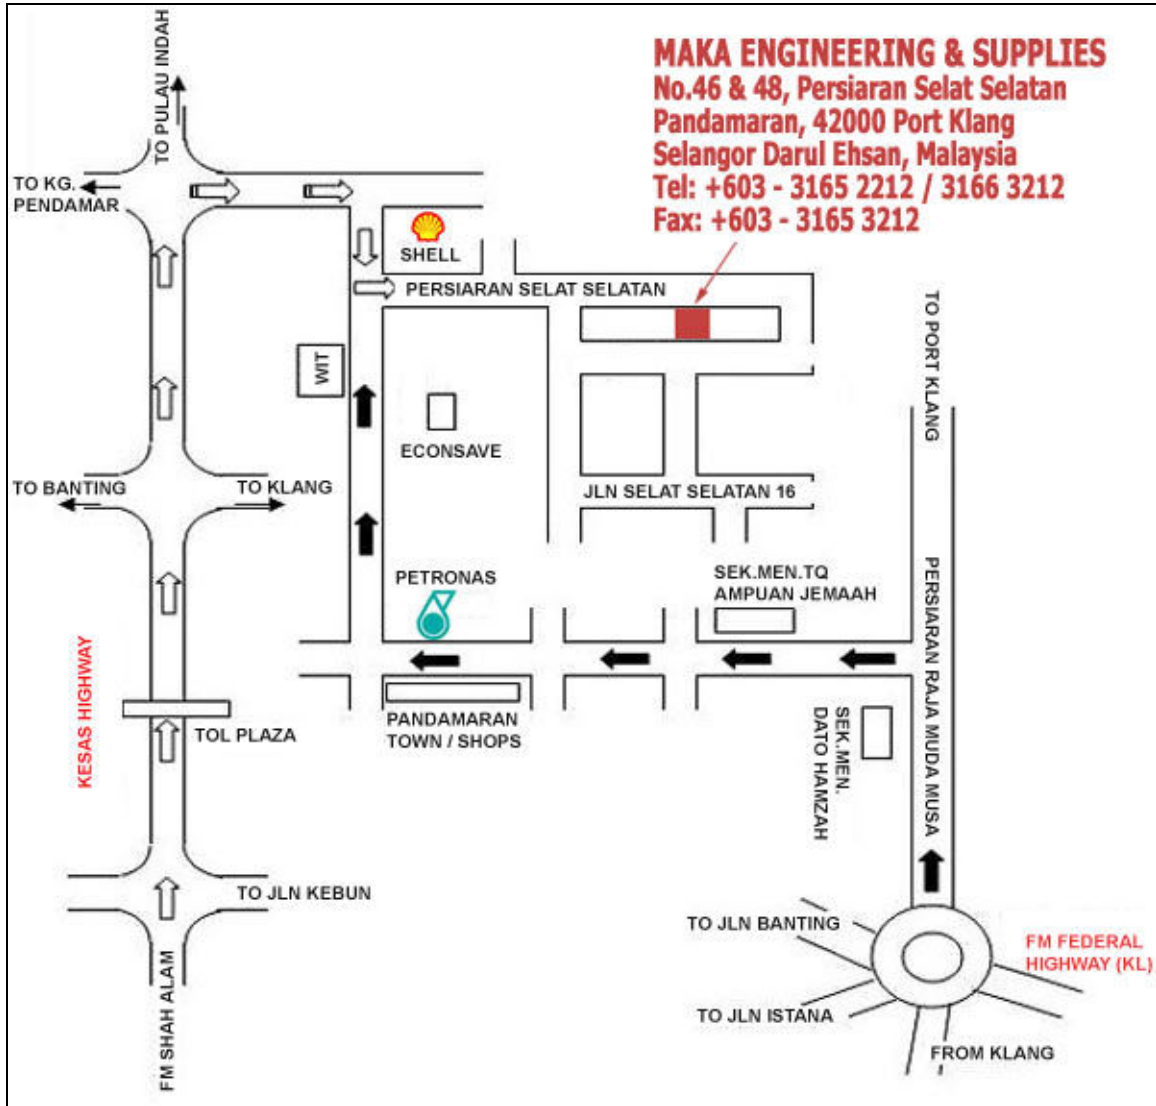 MAKA ENGINEERING & SUPPLIES
No.46 & 48, Persiaran Selat Selatan
Pandamaran, 42000 Port Klang
Selangor Darul Ehsan, Malaysia
Tel: +603 - 3165 2212 / 3166 3212
Fax: +603 - 3165 3212
TO PULAU INDAH
TO KG.
PENDAMAR
SHELL
PERSIARAN SELAT SELATAN
TO PORT KLANG
WIT
ECONSAVE
TO BANTING
TO KLANG
JLN SELAT SELATAN 16
PETRONAS
SEK.MEN.TQ
AMPUAN JEMAAH
PERSIARAN RAJA MUDA MUSA
KESAS HIGHWAY
TOL PLAZA
PANDAMARAN
TOWN / SHOPS
SEK.MEN.
DATO HAMZAH
TO JLN KEBUN
TO JLN BANTING
FM FEDERAL
HIGHWAY (KL)
FM SHAH ALAM
TO JLN ISTANA
FROM KLANG